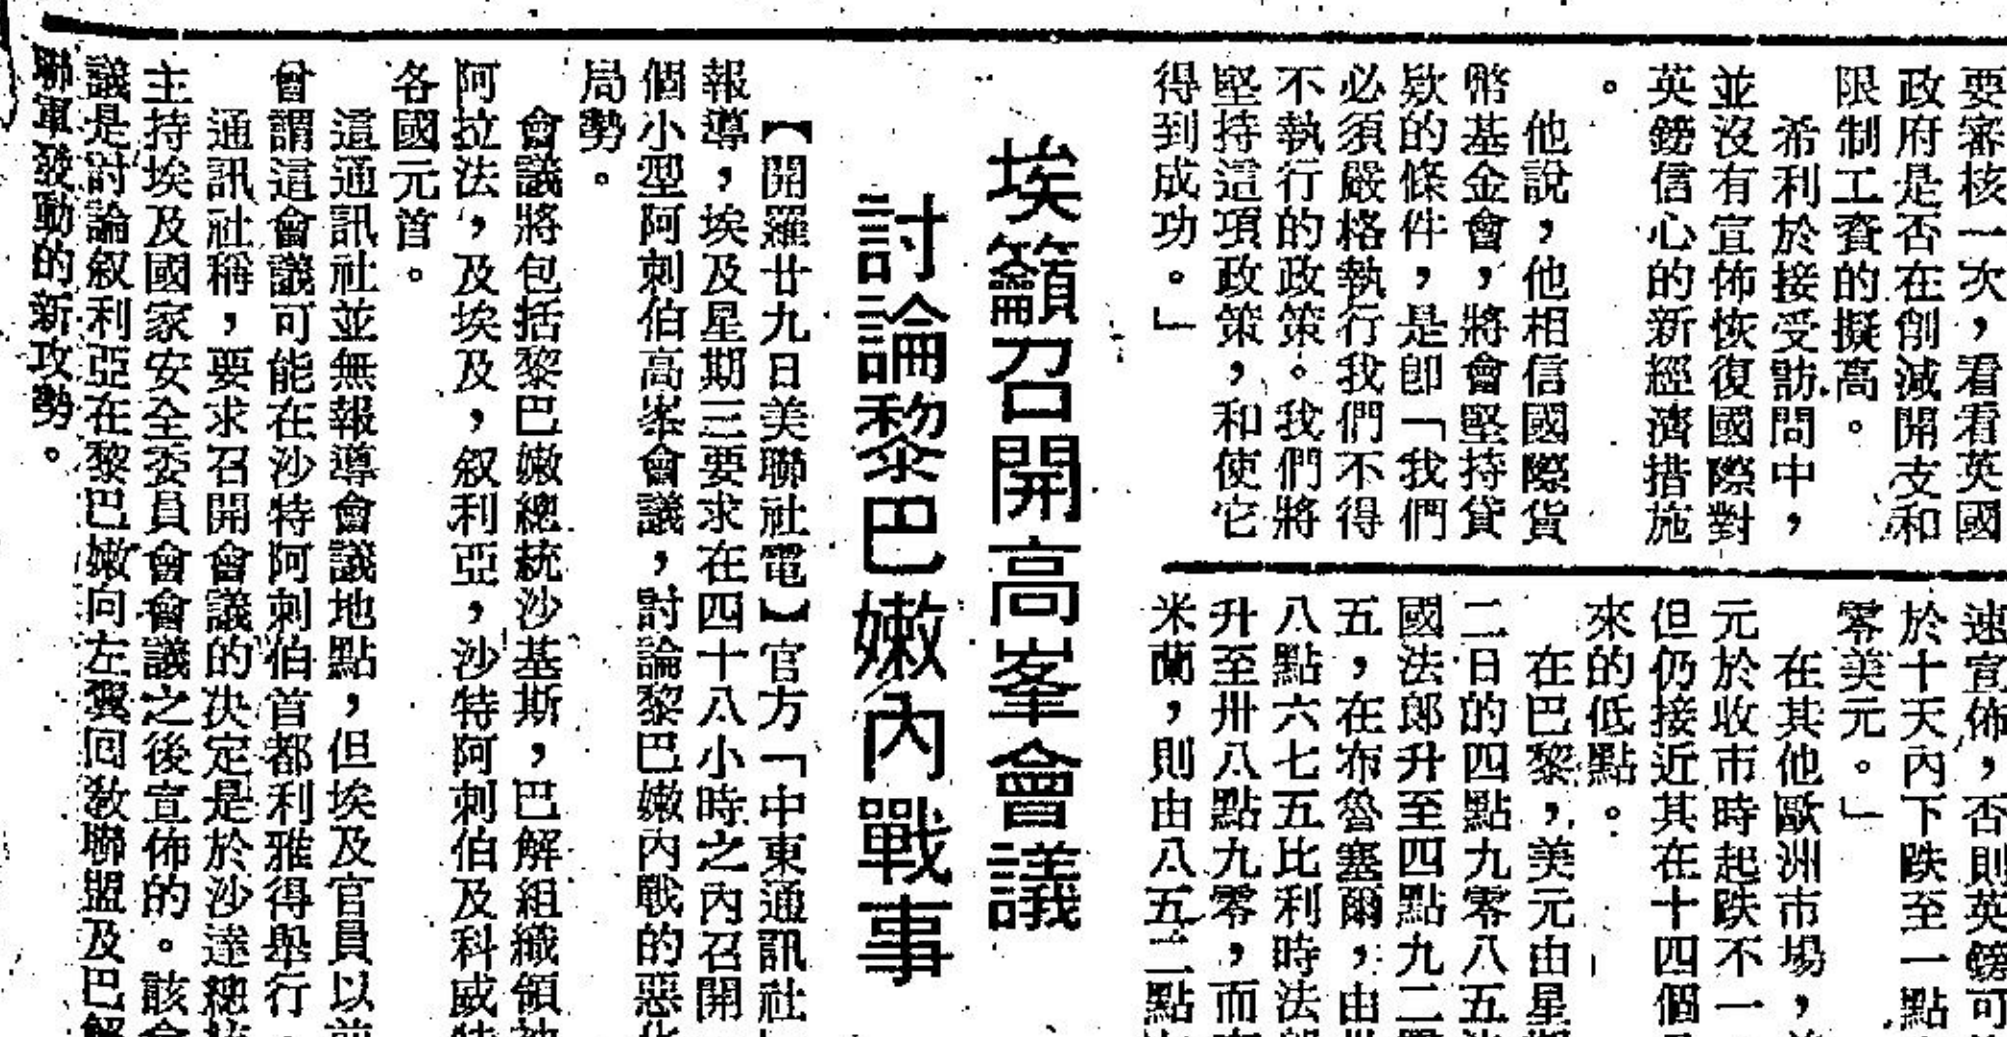 要審核一次，看看英國
政府是否在削減開支和
限制工資的擬高。
希利於接受訪問中，
並沒有宣佈恢復國際對
英鎊信心的新經濟措施
。
他說，他相信國際貨
幣基金會，將會堅持貸
欵的條件，是卽「我們
必須嚴格執行我們不得
不執行的政策。我們將
堅持這項政策，和使它
得到成功。」
速宣佈，否則英鎊可
於十天內下跌至一點
零美元。」
在其他歐洲市場，
元於收市時起跌不一
但仍接近其在十四個
來的低點。
在巴黎，美元由星期
二日的四點九零八五法
國法郎升至四點九二
五，在布魯塞爾，由卅
八點六七五比利時法郎
升至卅八點九零，而
米蘭，則由八五二點
埃籲召開高峯會議
討論黎巴嫩內戰事
【開羅廿九日美聯社電】官方「中東通訊社
報導，埃及星期三要求在四十八小時之內召開
個小型阿剌伯高峯會議，討論黎巴嫩內戰的惡化
局勢。
會議將包括黎巴嫩總統沙基斯，巴解組織領袖
阿拉法，及埃及，叙利亞，沙特阿剌伯及科威特
各國元首。
這通訊社並無報導會議地點，但埃及官員以前
曾謂這會議可能在沙特阿剌伯首都利雅得舉行
通訊社稱，要求召開會議的决定是於沙達總統
主持埃及國家安全委員會會議之後宣佈的。該會
議是討論叙利亞在黎巴嫩向左翼回敎聯盟及巴解
聯軍發動的新攻勢。